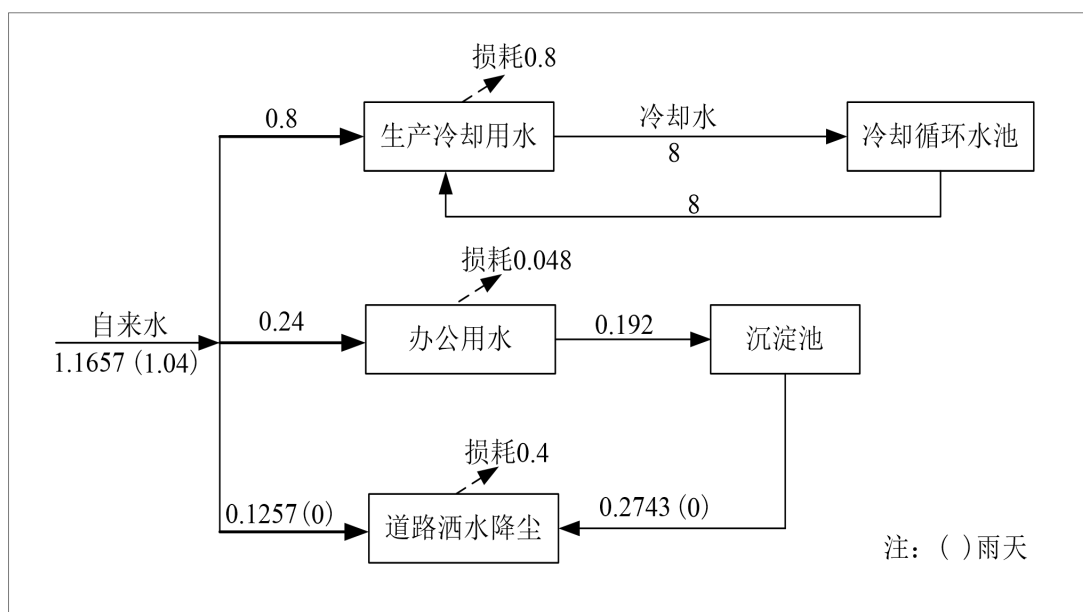 损耗0.8
0.8
生产冷却用水
冷却水
8
冷却循环水池
8
损耗0.048
自来水
1.1657(1.04)
0.24
办公用水
0.192
沉淀池
损耗0.4
0.1257(0)
道路洒水降尘
0.2743(0)
注：( )雨天